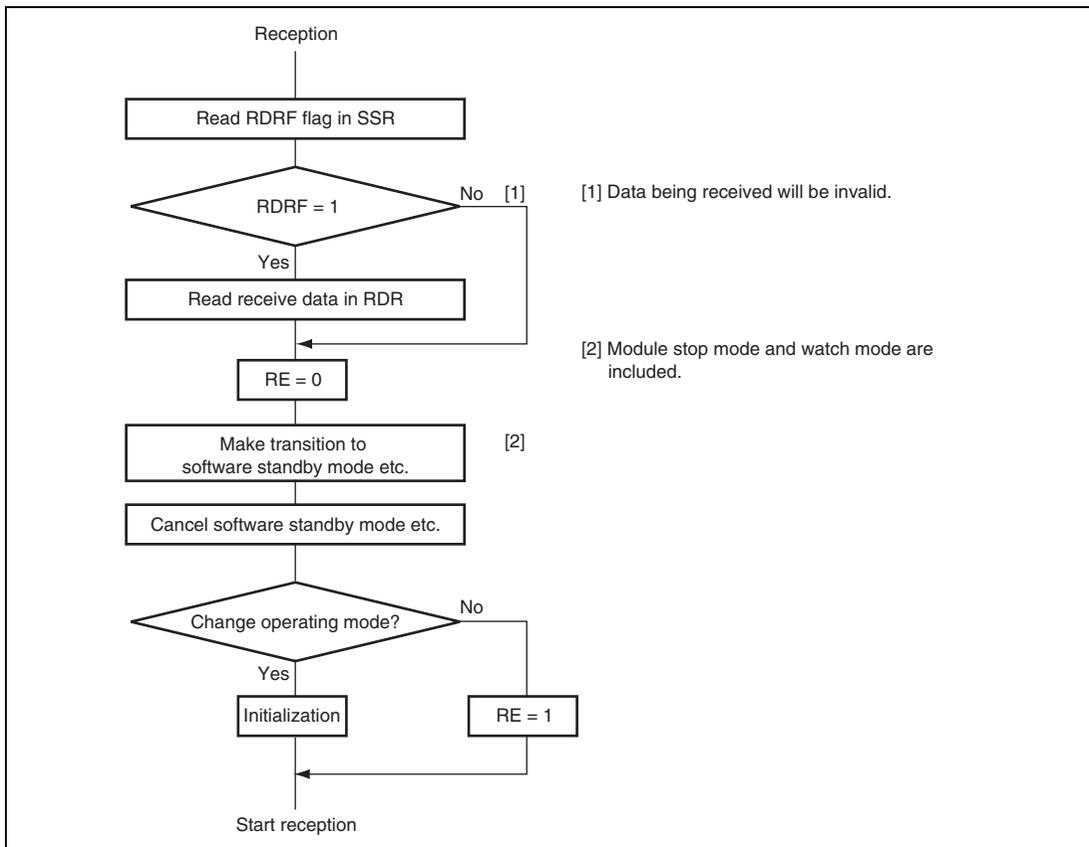 Reception
Read RDRF flag in SSR
No [1]
[1] Data being received will be invalid.
RDRF = 1
Yes
Read receive data in RDR
[2] Module stop mode and watch mode are
included.
RE = 0
Make transition to
software standby mode etc.
[2]
Cancel software standby mode etc.
No
Change operating mode?
Yes
Initialization
RE = 1
Start reception